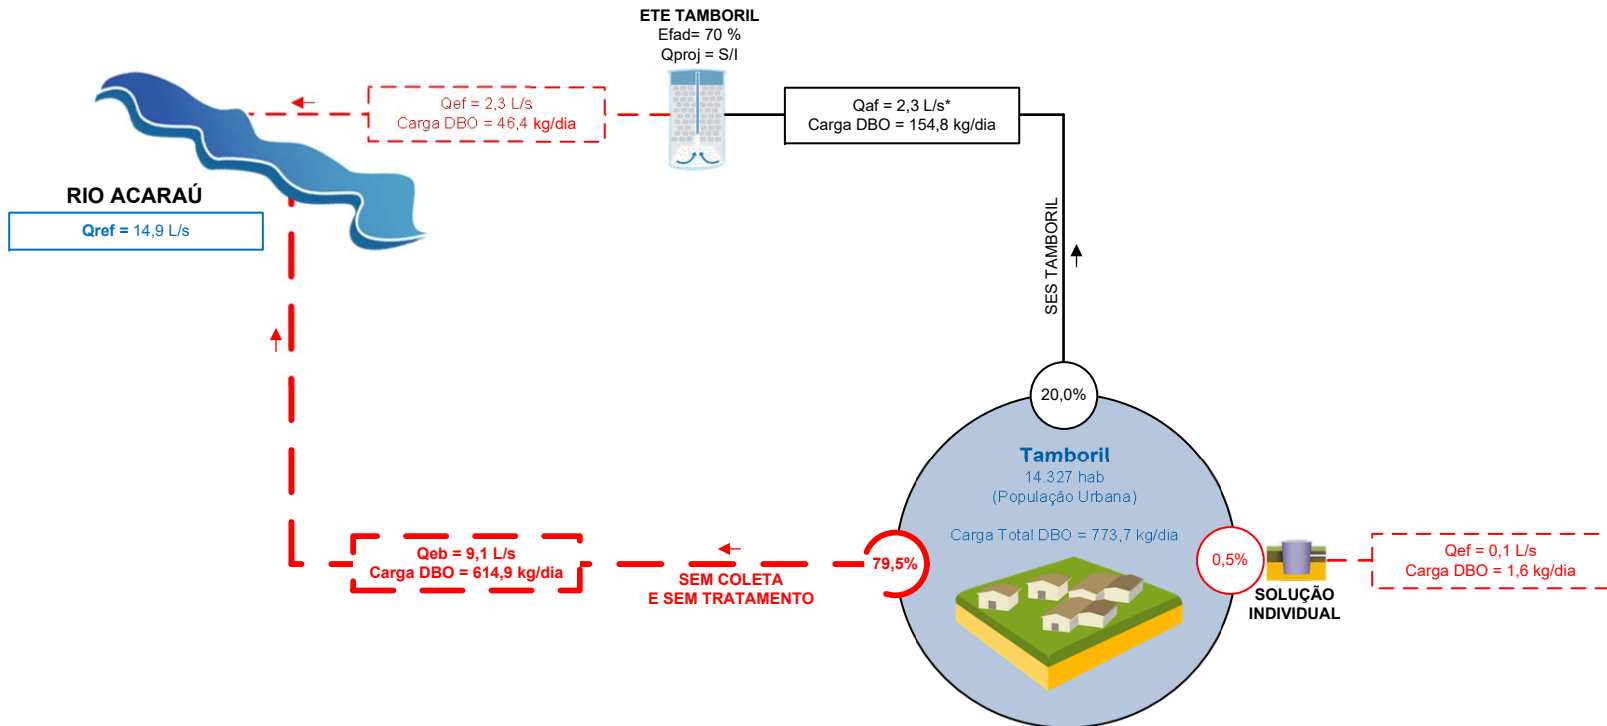 ETE TAMBORIL
Efad= 70 %
Qproj = S/I
Qef = 2,3 L/s
Carga DBO = 46,4 kg/dia
Qaf = 2,3 L/s*
Carga DBO = 154,8 kg/dia
RIO ACARAÚ
Qref = 14,9 L/s
SES TAMBORIL
20,0%
Tamboril
14.327 hab
(População Urbana)
Carga Total DBO = 773,7 kg/dia
79,5%
0,5%
Qeb = 9,1 L/s
Carga DBO = 614,9 kg/dia
SEM COLETA
E SEM TRATAMENTO
SOLUÇÃO
INDIVIDUAL
Qef = 0,1 L/s
Carga DBO = 1,6 kg/dia